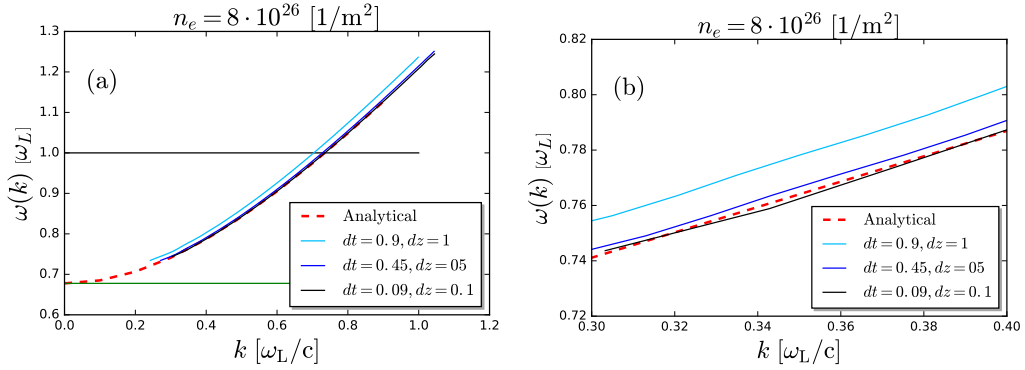 n_e = 8 · 10^26 [1/m^2]
(a)
1.3
1.2
1.1
1.0
0.9
0.8
0.7
0.6
ω(k) [ω_L]
0.0 0.2 0.4 0.6 0.8 1.0 1.2
k [ω_L/c]
Analytical
dt = 0.9, dz = 1
dt = 0.45, dz = 05
dt = 0.09, dz = 0.1
n_e = 8 · 10^26 [1/m^2]
(b)
0.82
0.80
0.78
0.76
0.74
0.72
ω(k) [ω_L]
0.30 0.32 0.34 0.36 0.38 0.40
k [ω_L/c]
Analytical
dt = 0.9, dz = 1
dt = 0.45, dz = 05
dt = 0.09, dz = 0.1